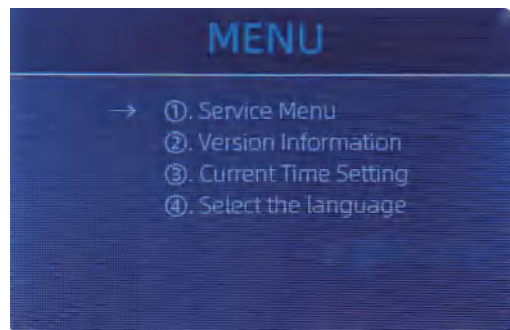 MENU
→ ①. Service Menu
②. Version Information
③. Current Time Setting
④. Select the language